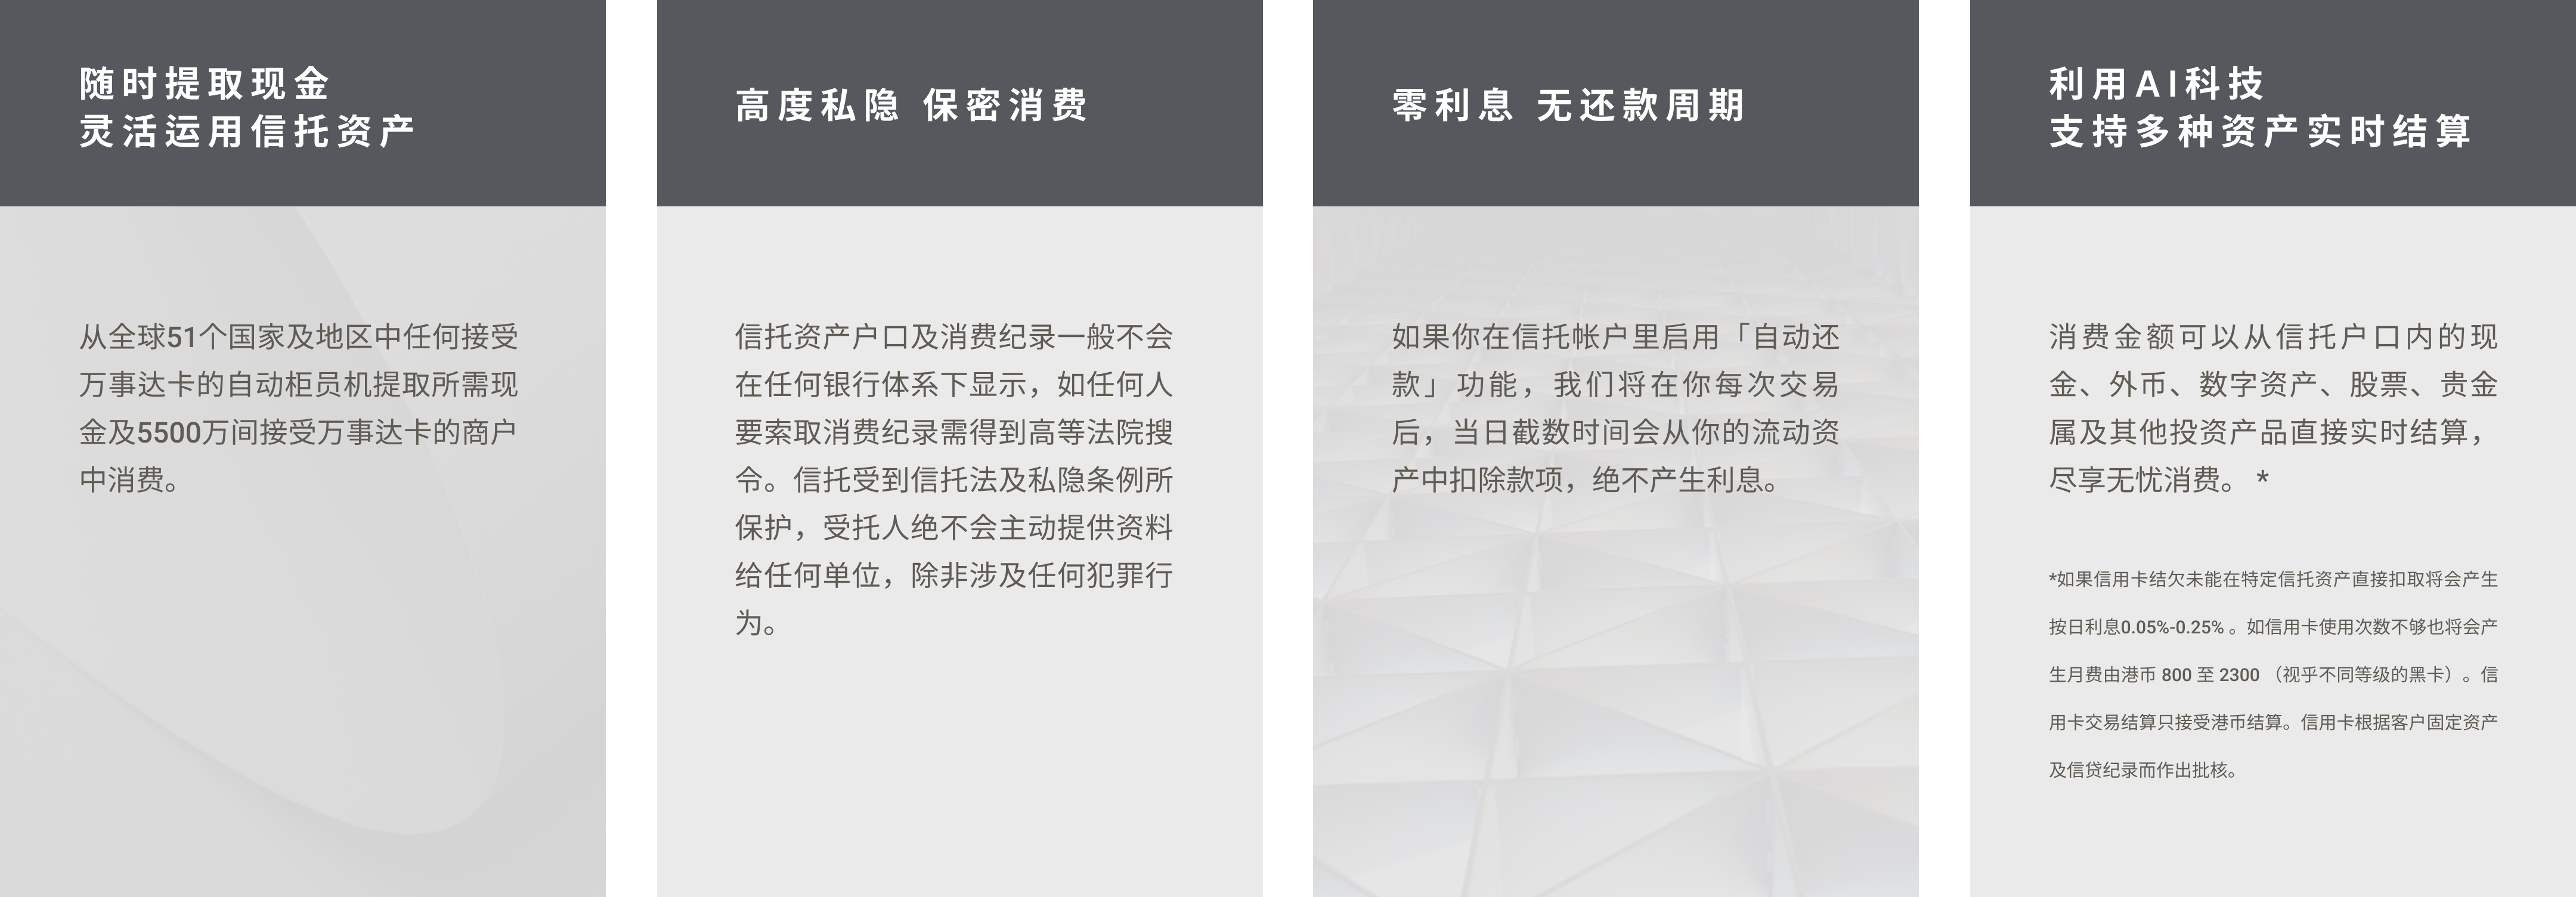 随时提取现金
灵活运用信托资产
从全球51个国家及地区中任何接受
万事达卡的自动柜员机提取所需现
金及5500万间接受万事达卡的商户
中消费。
高度私隐 保密消费
信托资产户口及消费纪录一般不会
在任何银行体系下显示，如任何人
要索取消费纪录需得到高等法院搜
令。信托受到信托法及私隐条例所
保护，受托人绝不会主动提供资料
给任何单位，除非涉及任何犯罪行
为。
零利息 无还款周期
如果你在信托帐户里启用「自动还
款」功能，我们将在你每次交易
后，当日截数时间会从你的流动资
产中扣除款项，绝不产生利息。
利用AI科技
支持多种资产实时结算
消费金额可以从信托户口内的现
金、外币、数字资产、股票、贵金
属及其他投资产品直接实时结算，
尽享无忧消费。 *
*如果信用卡结欠未能在特定信托资产直接扣取将会产生
按日利息0.05%-0.25% 。如信用卡使用次数不够也将会产
生月费由港币 800 至 2300 （视乎不同等级的黑卡）。信
用卡交易结算只接受港币结算。信用卡根据客户固定资产
及信贷纪录而作出批核。